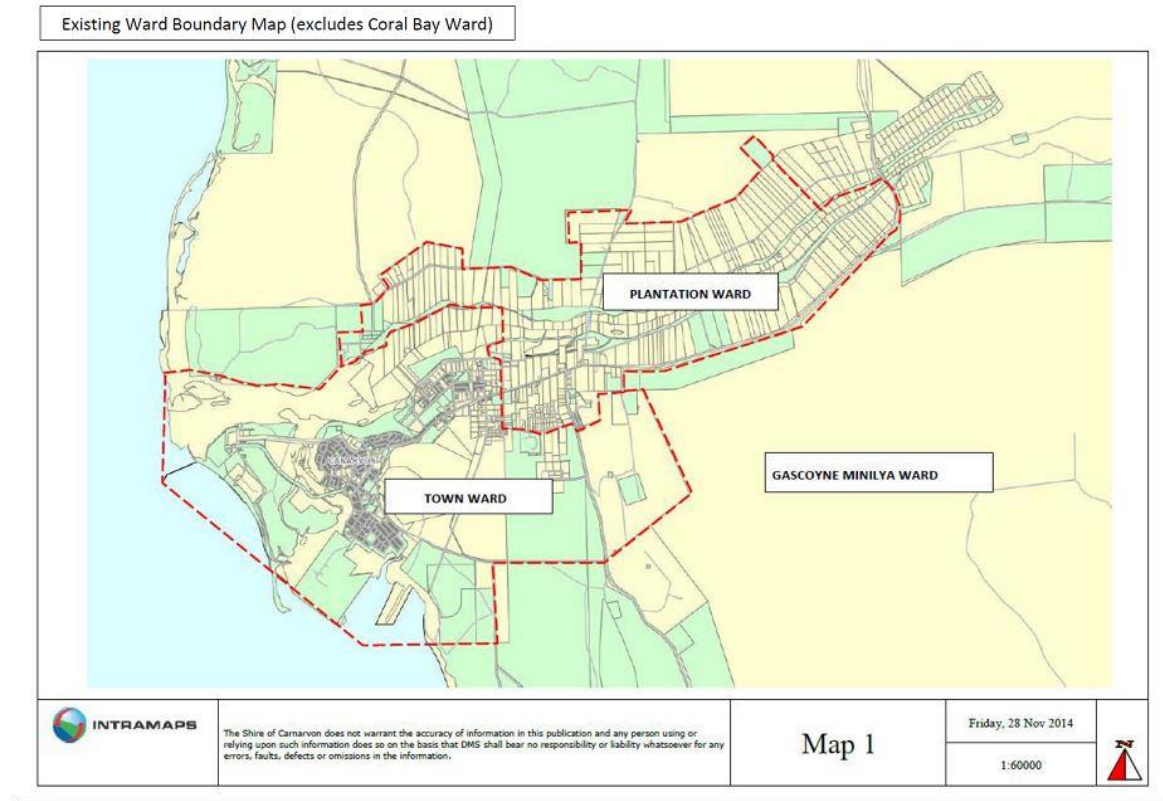 Existing Ward Boundary Map (excludes Coral Bay Ward)
PLANTATION WARD
GASCOYNE MINILYA WARD
TOWN WARD
INTRAMAPS
The Shire of Carnarvon does not warrant the accuracy of information in this publication and any person using or
relying upon such information does so on the basis that DMS shall bear no responsibility or liability whatsoever for any
errors, faults, defects or omissions in the information.
Map 1
Friday, 28 Nov 2014
1:60000
N